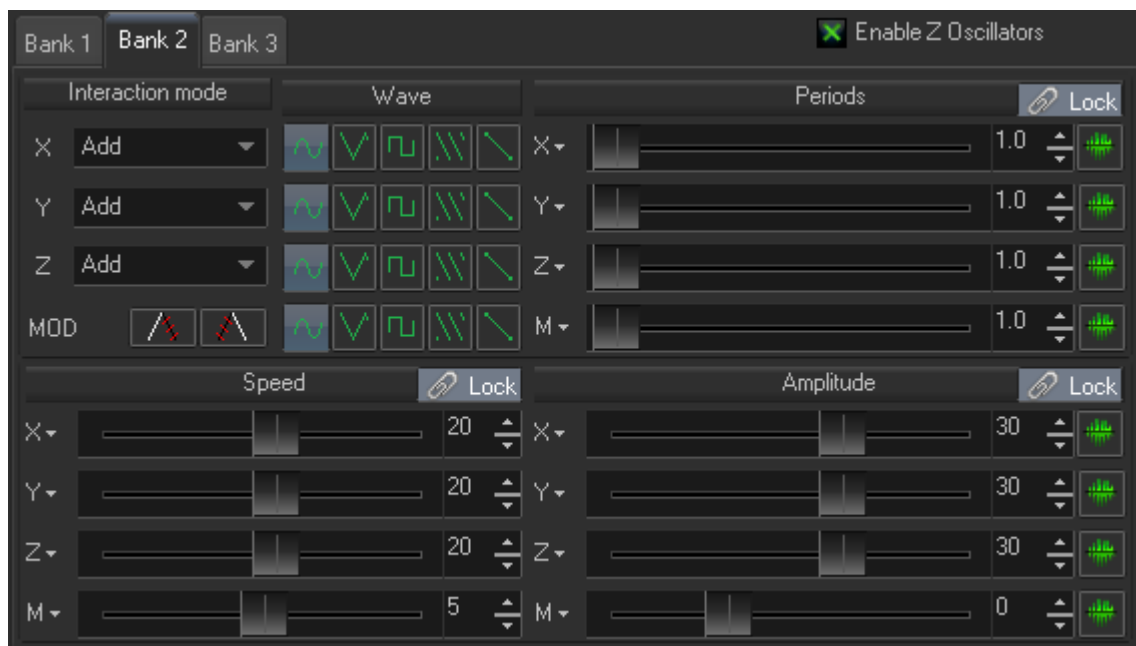 Bank 1 Bank 2 Bank 3 Enable Z Oscillators
Interaction mode Wave Periods Lock
X Add X 1.0
Y Add Y 1.0
Z Add Z 1.0
MOD M 1.0
Speed Lock Amplitude Lock
X 20 X 30
Y 20 Y 30
Z 20 Z 30
M 5 M 0